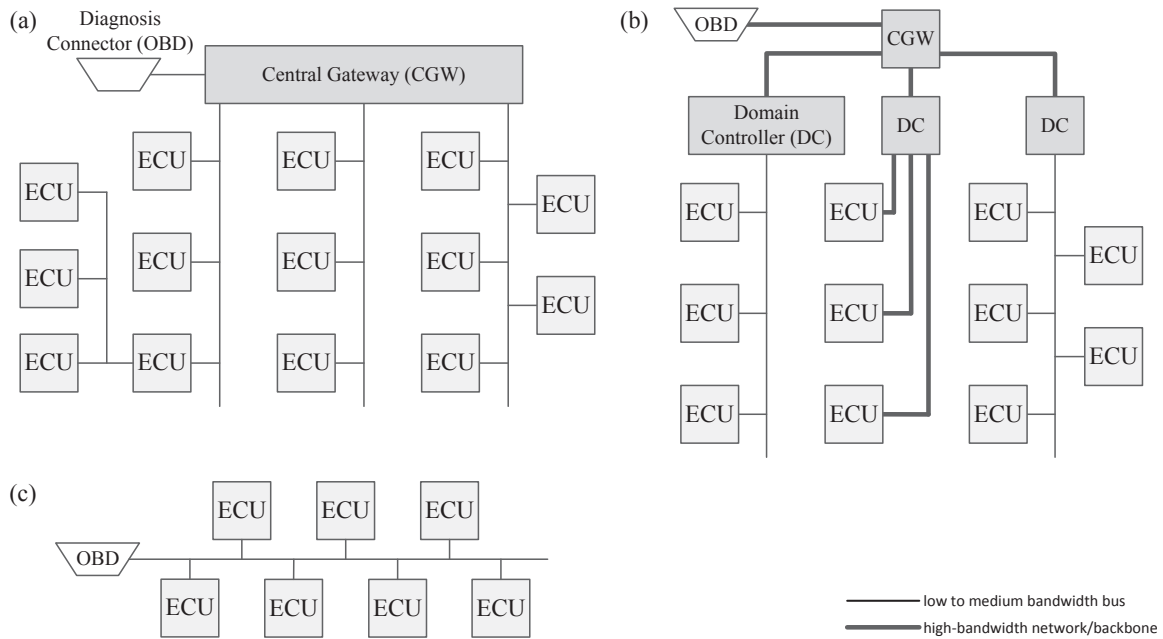 (a)
Diagnosis
Connector (OBD)
Central Gateway (CGW)
ECU
ECU
ECU
ECU
ECU
ECU
ECU
ECU
ECU
ECU
ECU
ECU
ECU
ECU
(b)
OBD
CGW
Domain
Controller (DC)
DC
DC
ECU
ECU
ECU
ECU
ECU
ECU
ECU
ECU
ECU
ECU
ECU
(c)
OBD
ECU
ECU
ECU
ECU
ECU
ECU
ECU
low to medium bandwidth bus
high-bandwidth network/backbone